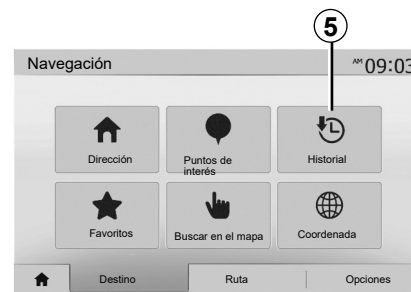 5
Navegación AM 09:03
Dirección
Puntos de
interés
Historial
Favoritos
Buscar en el mapa
Coordenada
Destino
Ruta
Opciones